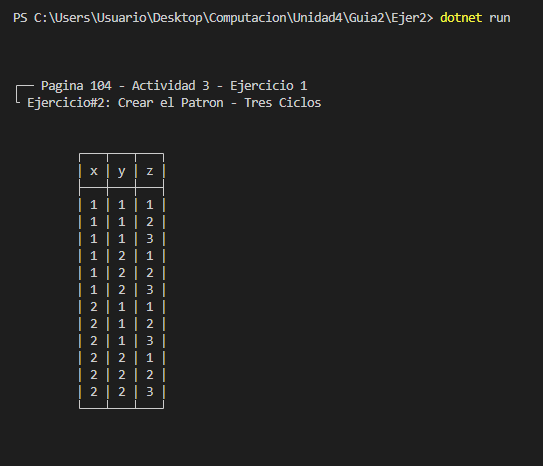 PS C:\Users\Usuario\Desktop\Computacion\Unidad4\Guia2\Ejer2> dotnet run
┌── Pagina 104 - Actividad 3 - Ejercicio 1
└ Ejercicio#2: Crear el Patron - Tres Ciclos
┌───┬───┬───┐
| x | y | z |
├───┼───┼───┤
| 1 | 1 | 1 |
| 1 | 1 | 2 |
| 1 | 1 | 3 |
| 1 | 2 | 1 |
| 1 | 2 | 2 |
| 1 | 2 | 3 |
| 2 | 1 | 1 |
| 2 | 1 | 2 |
| 2 | 1 | 3 |
| 2 | 2 | 1 |
| 2 | 2 | 2 |
| 2 | 2 | 3 |
└───┴───┴───┘